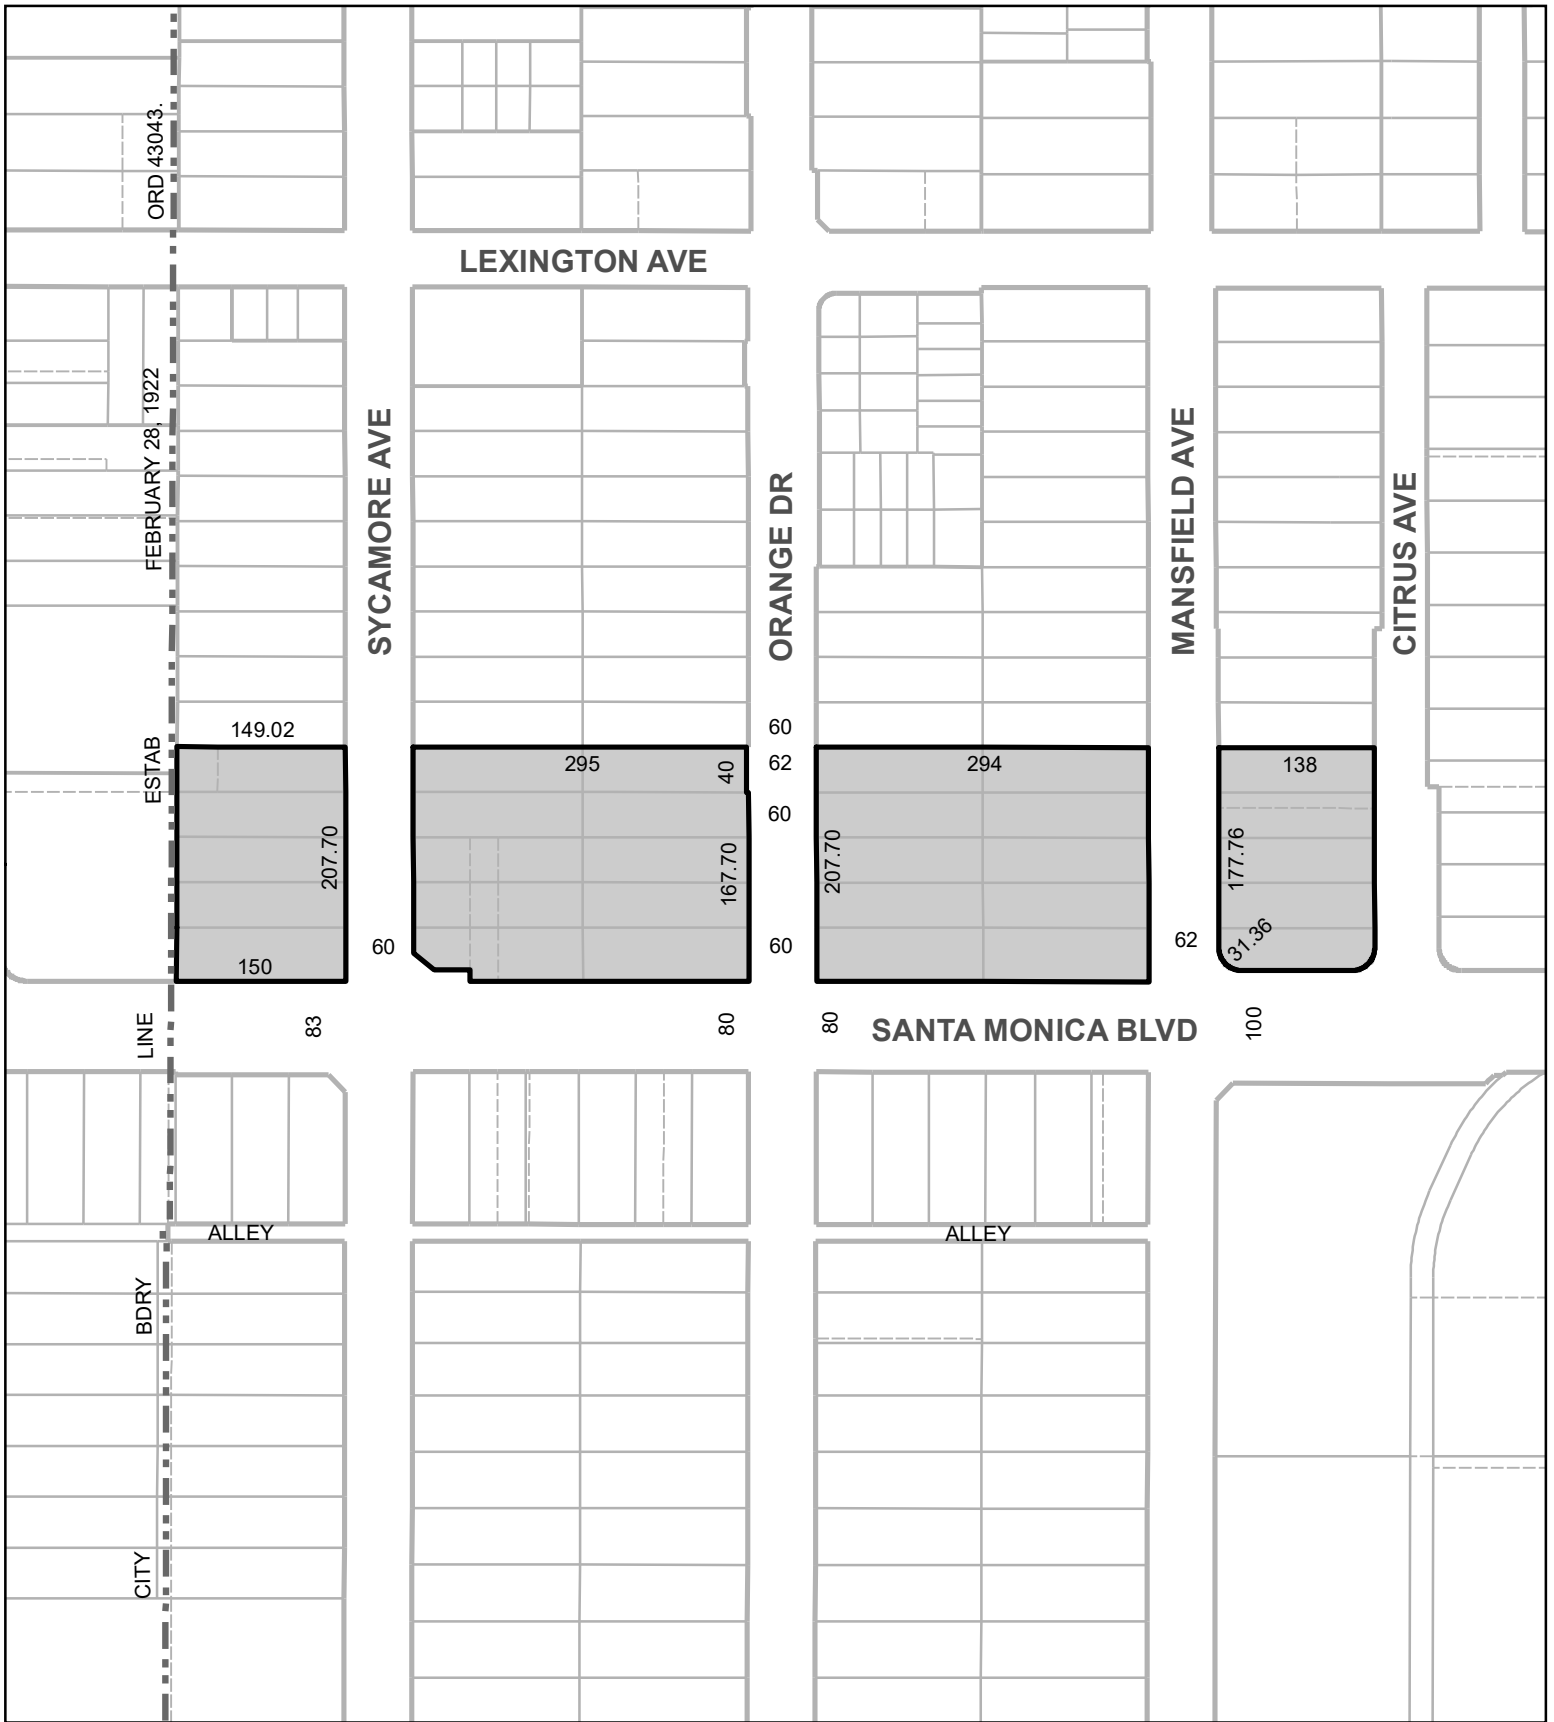 ORD 43043.
LEXINGTON AVE
FEBRUARY 28, 1922
SYCAMORE AVE
ORANGE DR
MANSFIELD AVE
CITRUS AVE
ESTAB
149.02
60
295
40
62
294
138
60
207.70
167.70
207.70
177.76
31.36
150
60
60
62
LINE
83
80
80
SANTA MONICA BLVD
100
ALLEY
ALLEY
BDRY
CITY